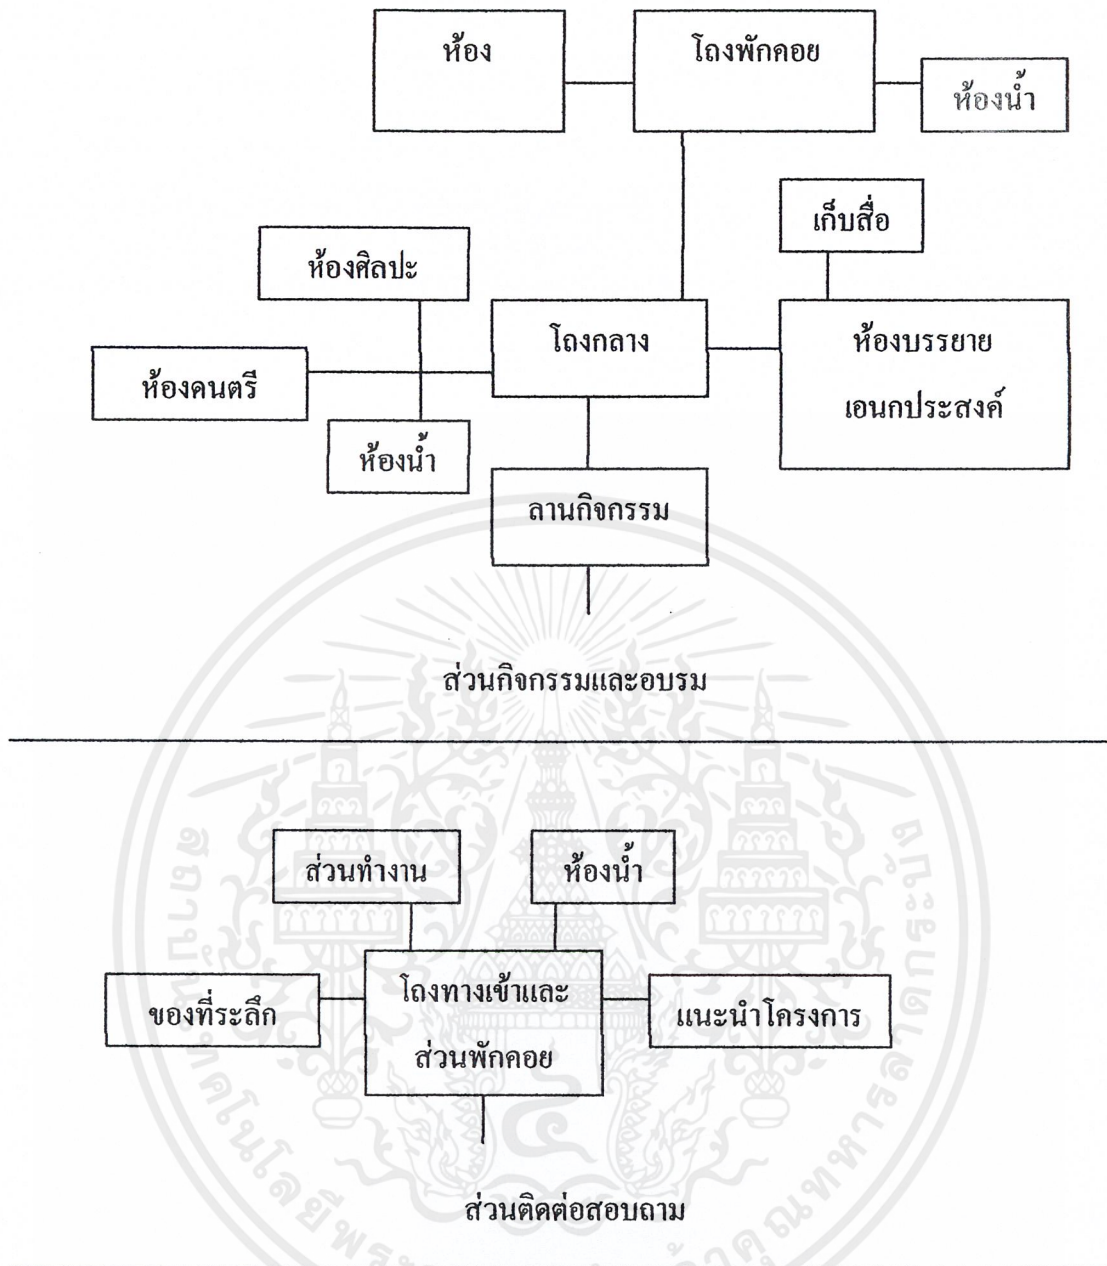 ห้อง
โถงพักคอย
ห้องน้ำ
เก็บสื่อ
ห้องศิลปะ
โถงกลาง
ห้องบรรยาย
เอนกประสงค์
ห้องดนตรี
ห้องน้ำ
ลานกิจกรรม
ส่วนกิจกรรมและอบรม
ส่วนทำงาน
ห้องน้ำ
ของที่ระลึก
โถงทางเข้าและ
ส่วนพักคอย
แนะนำโครงการ
ส่วนติดต่อสอบถาม